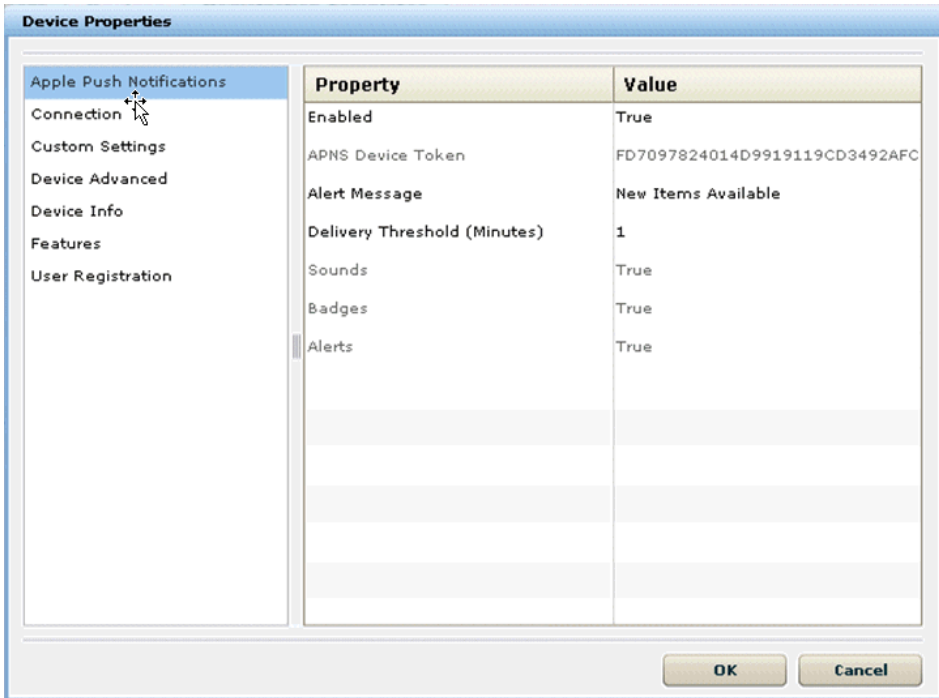 Device Properties
Apple Push Notifications
Connection
Custom Settings
Device Advanced
Device Info
Features
User Registration
Property Value
Enabled True
APNS Device Token FD7097824014D9919119CD3492AFC
Alert Message New Items Available
Delivery Threshold (Minutes) 1
Sounds True
Badges True
Alerts True
OK Cancel